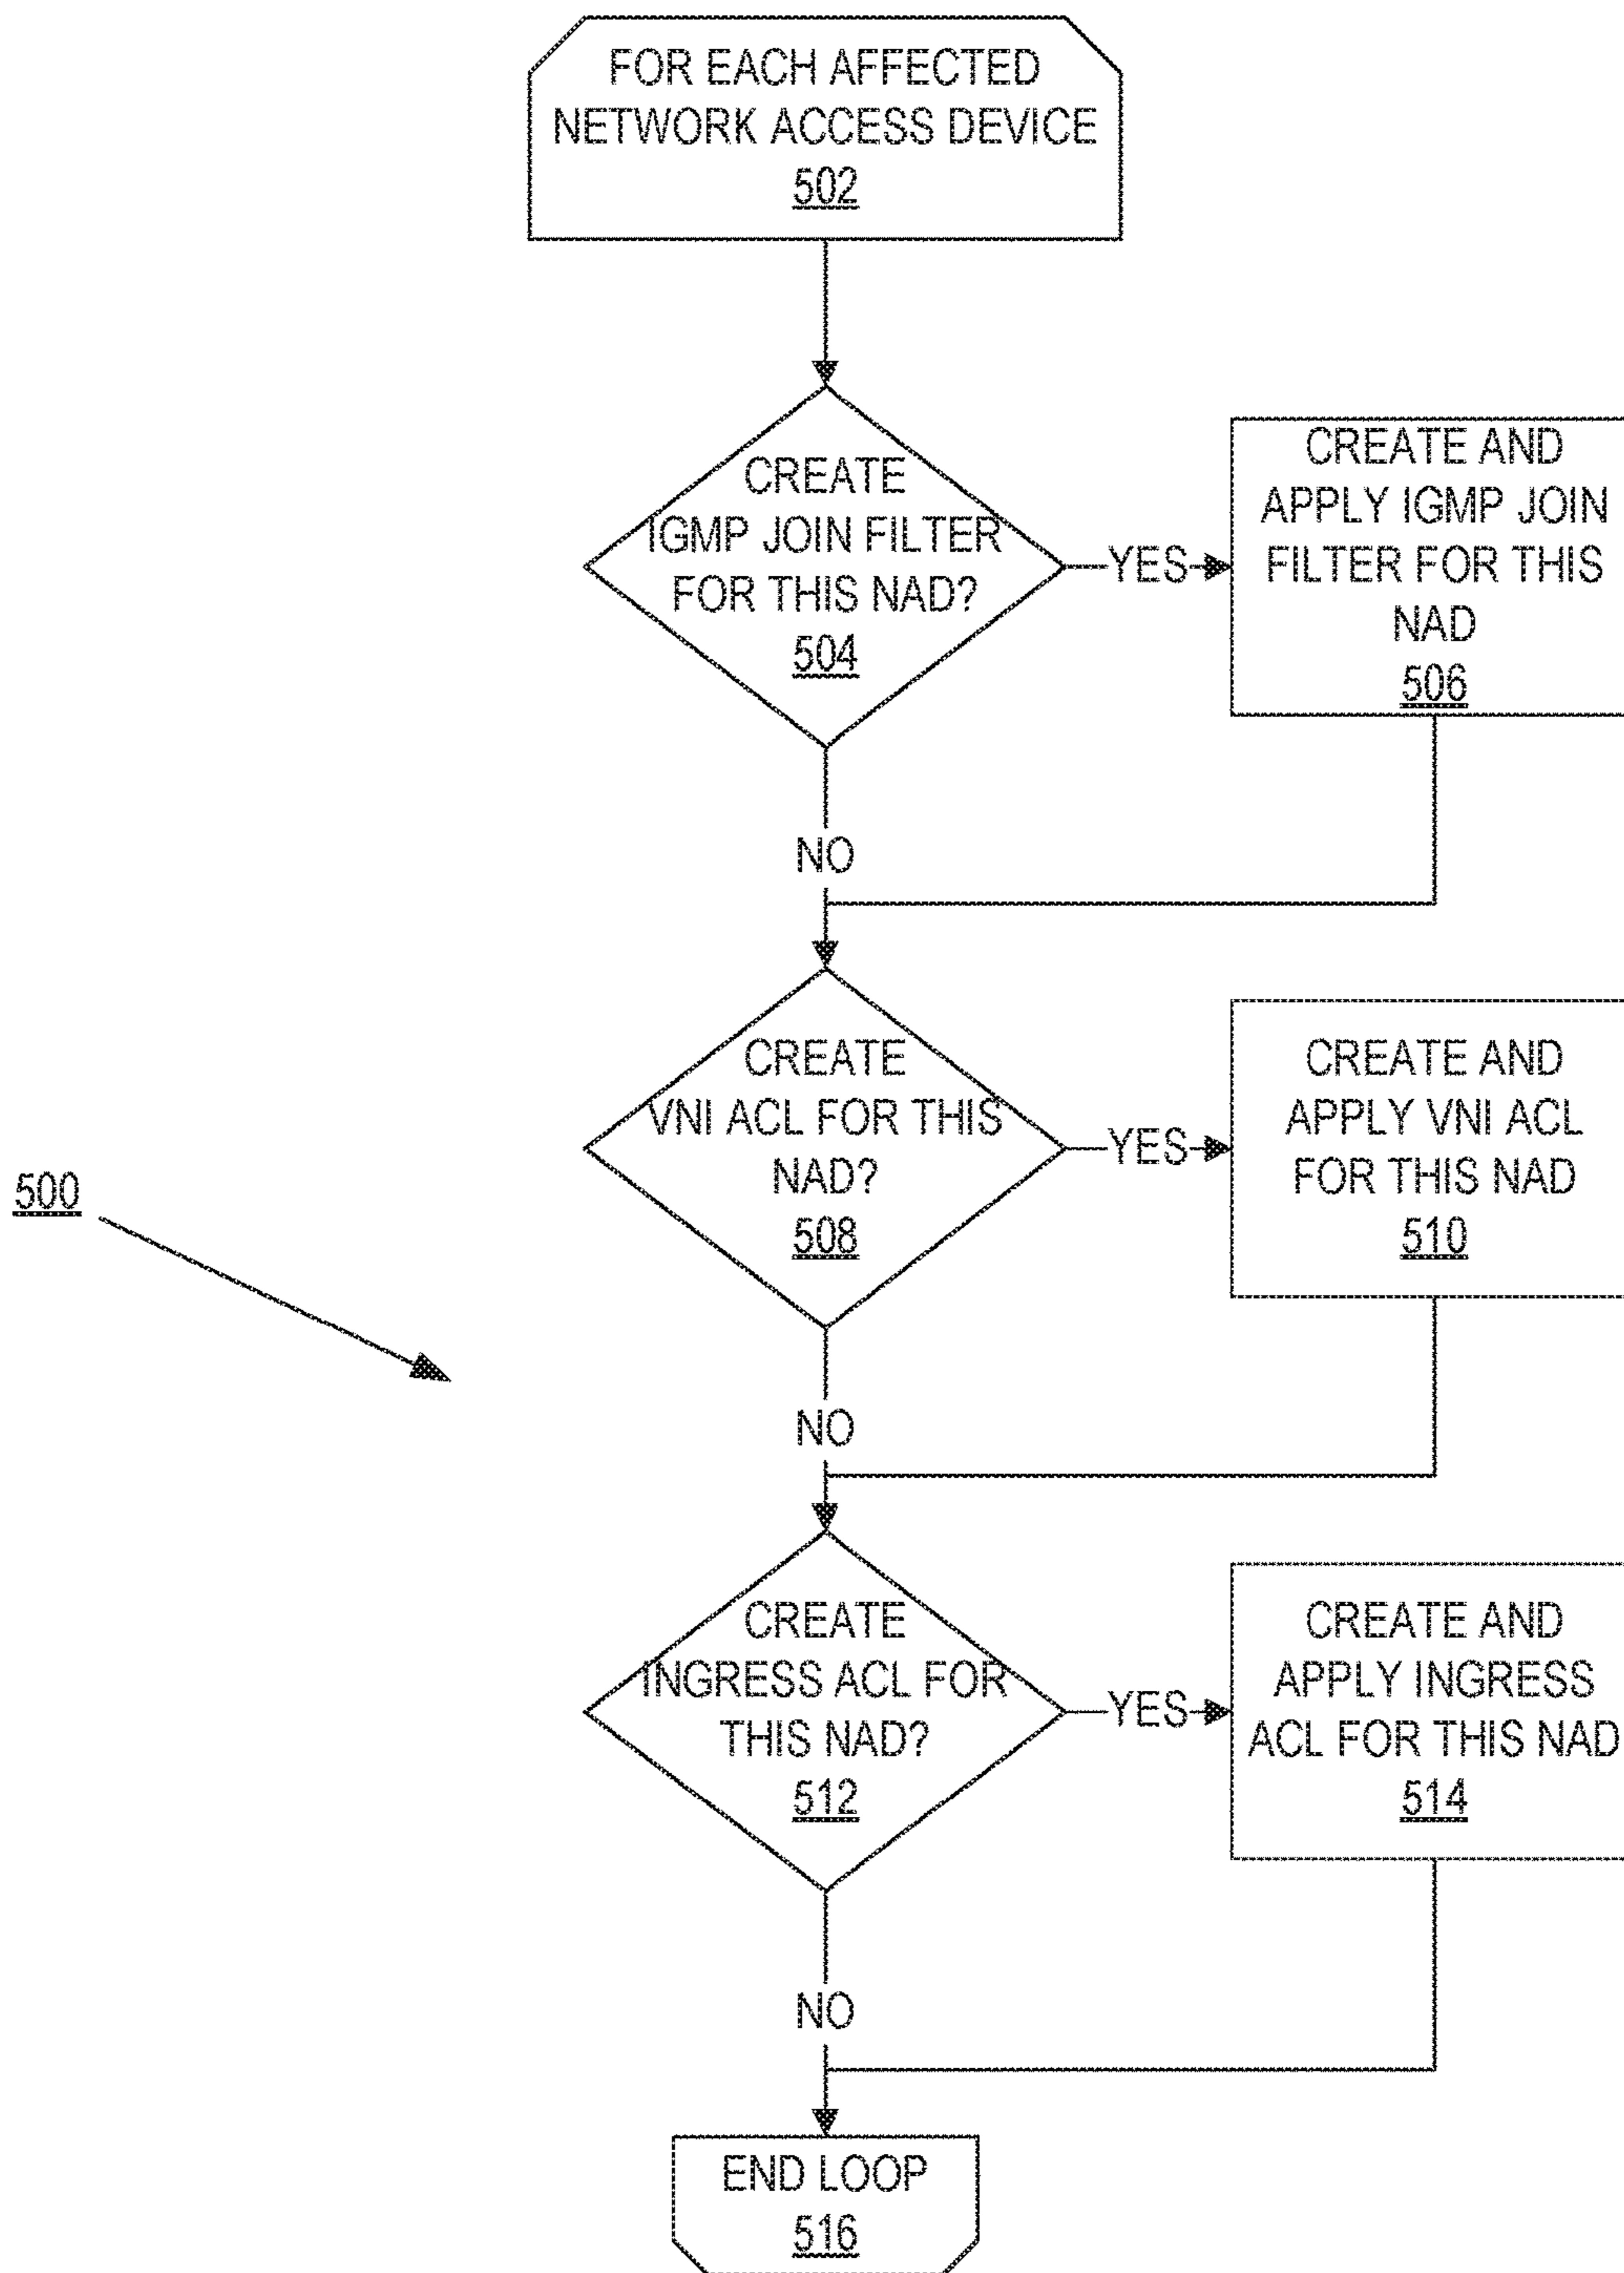 FOR EACH AFFECTED
NETWORK ACCESS DEVICE
502
CREATE
IGMP JOIN FILTER
FOR THIS NAD?
504
YES
CREATE AND
APPLY IGMP JOIN
FILTER FOR THIS
NAD
506
NO
CREATE
VNI ACL FOR THIS
NAD?
508
YES
CREATE AND
APPLY VNI ACL
FOR THIS NAD
510
500
NO
CREATE
INGRESS ACL FOR
THIS NAD?
512
YES
CREATE AND
APPLY INGRESS
ACL FOR THIS NAD
514
NO
END LOOP
516